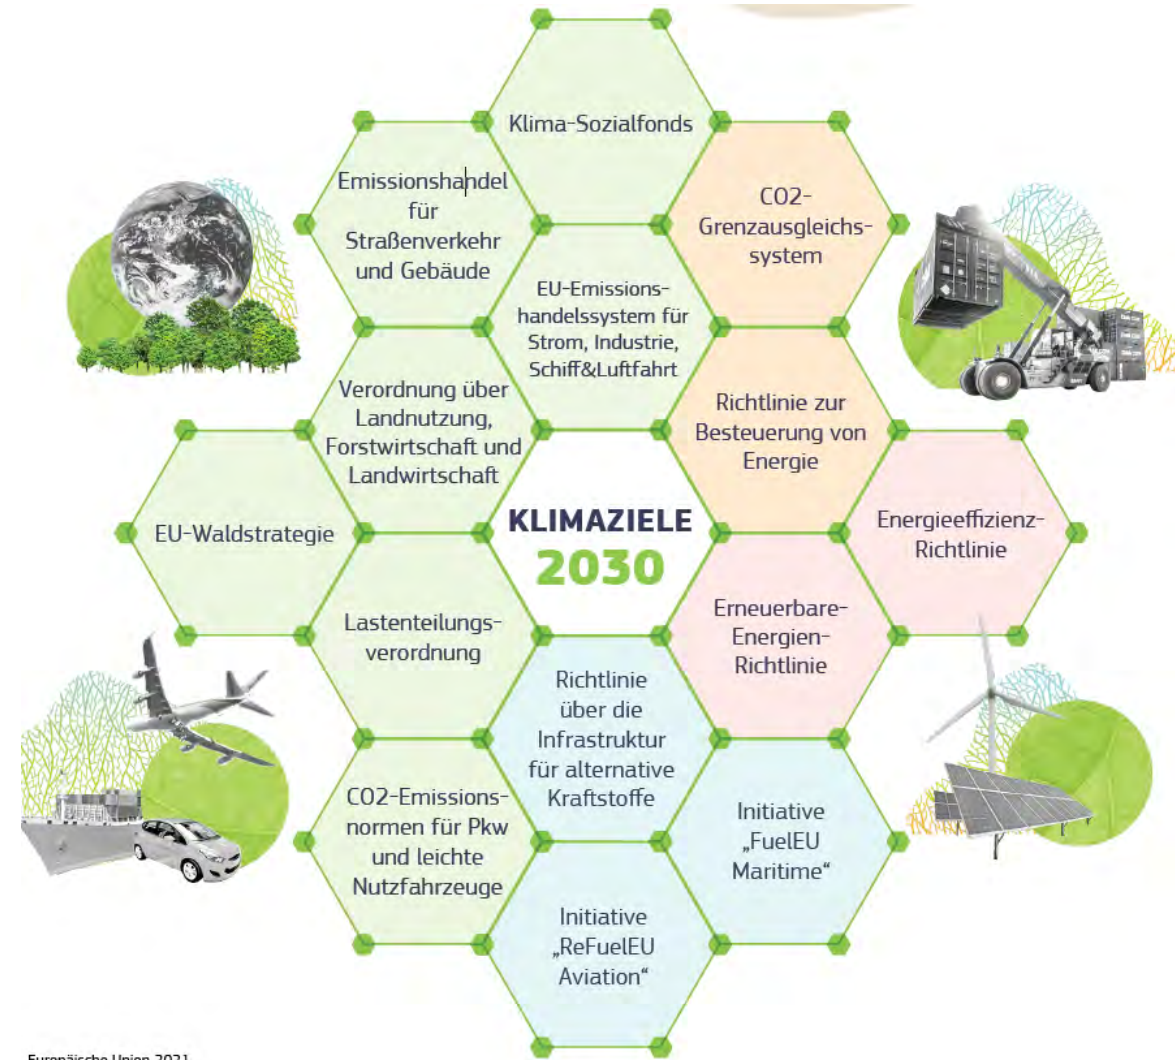 Klima-Sozialfonds
Emissionshandel
für
Straßenverkehr
und Gebäude
CO2-
Grenzausgleichs-
system
EU-Emissions-
handelssystem für
Strom, Industrie,
Schiff&Luftfahrt
Verordnung über
Landnutzung,
Forstwirtschaft und
Landwirtschaft
Richtlinie zur
Besteuerung von
Energie
EU-Waldstrategie
KLIMAZIELE
2030
Energieeffizienz-
Richtlinie
Lastenteilungs-
verordnung
Erneuerbare-
Energien-
Richtlinie
Richtlinie
über die
Infrastruktur
für alternative
Kraftstoffe
CO2-Emissions-
normen für Pkw
und leichte
Nutzfahrzeuge
Initiative
„FuelEU
Maritime“
Initiative
„ReFuelEU
Aviation“
Europäische Union 2021